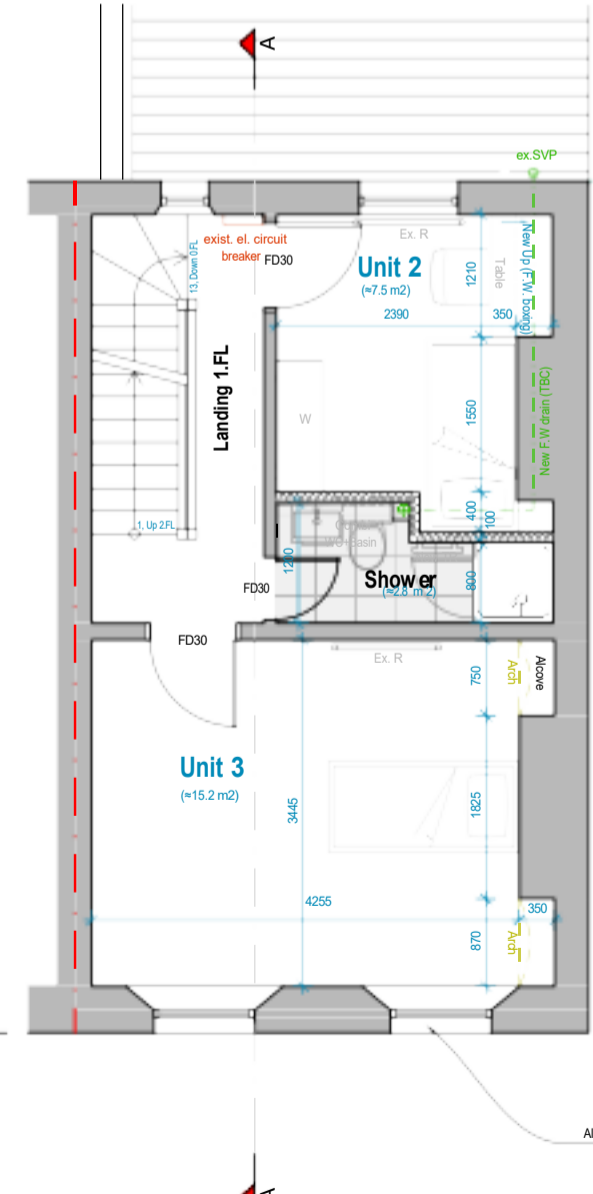 A
ex.SVP
exist. el. circuit
breaker
FD30
Ex. R
Unit 2
(≈7.5 m2)
Table
New Up (F.W. boxing)
13, Down 0.FL
1210
2390
350
Landing 1.FL
W
1550
New F.W drain (TBC)
400
100
1, Up 2.FL
1200
Shower
(≈2.8 m2)
800
FD30
FD30
Ex. R
750
Arch
Alcove
Unit 3
(≈15.2 m2)
3445
1825
4255
350
870
Arch
A